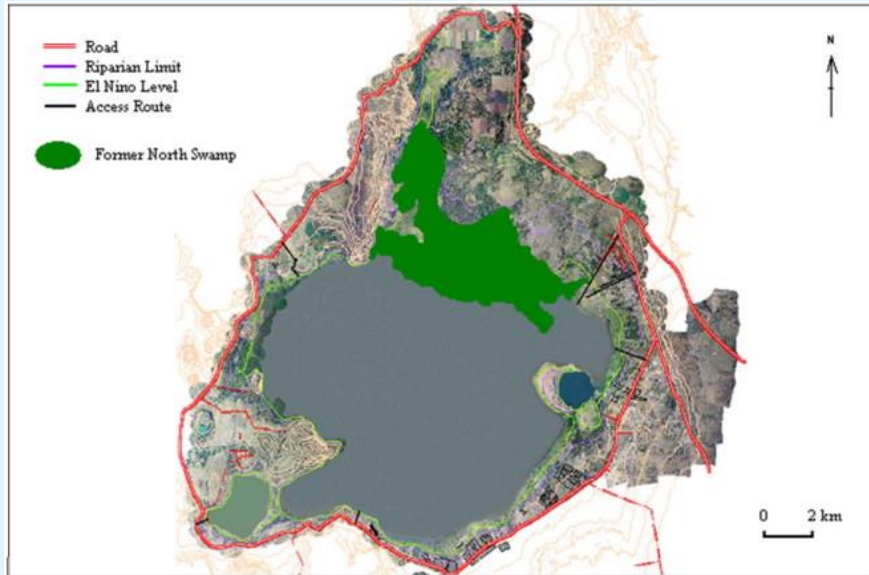 Road
Riparian Limit
El Nino Level
Access Route
Former North Swamp
N
0 2 km